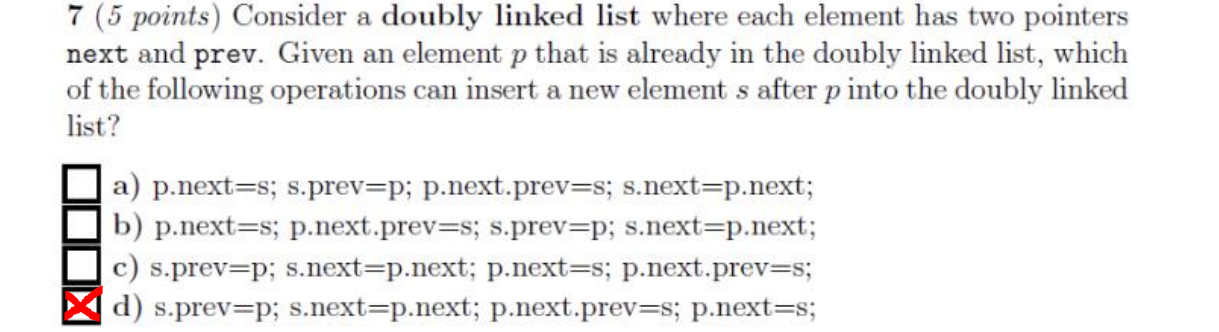 7 (5 points) Consider a doubly linked list where each element has two pointers
next and prev. Given an element p that is already in the doubly linked list, which
of the following operations can insert a new element s after p into the doubly linked
list?
a) p.next=s; s.prev=p; p.next.prev=s; s.next=p.next;
b) p.next=s; p.next.prev=s; s.prev=p; s.next=p.next;
c) s.prev=p; s.next=p.next; p.next=s; p.next.prev=s;
d) s.prev=p; s.next=p.next; p.next.prev=s; p.next=s;